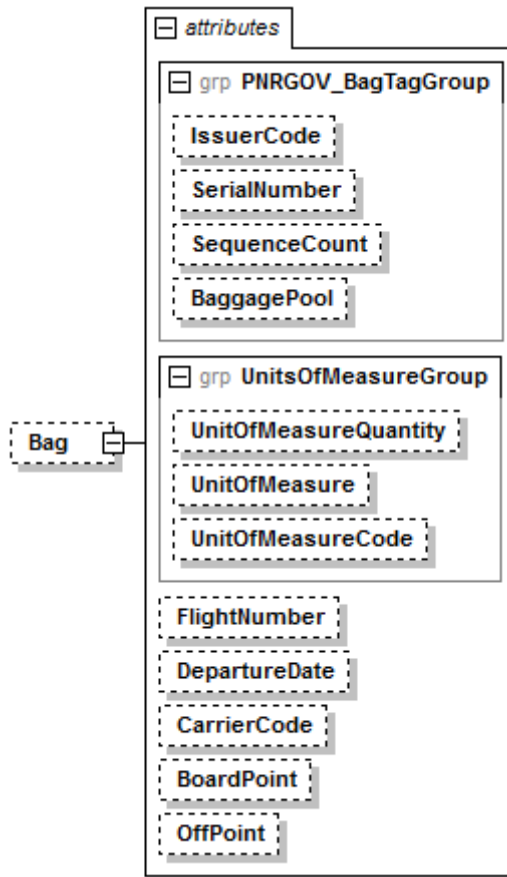 attributes
grp PNRGOV_BagTagGroup
IssuerCode
SerialNumber
SequenceCount
BaggagePool
grp UnitsOfMeasureGroup
UnitOfMeasureQuantity
Bag
UnitOfMeasure
UnitOfMeasureCode
FlightNumber
DepartureDate
CarrierCode
BoardPoint
OffPoint